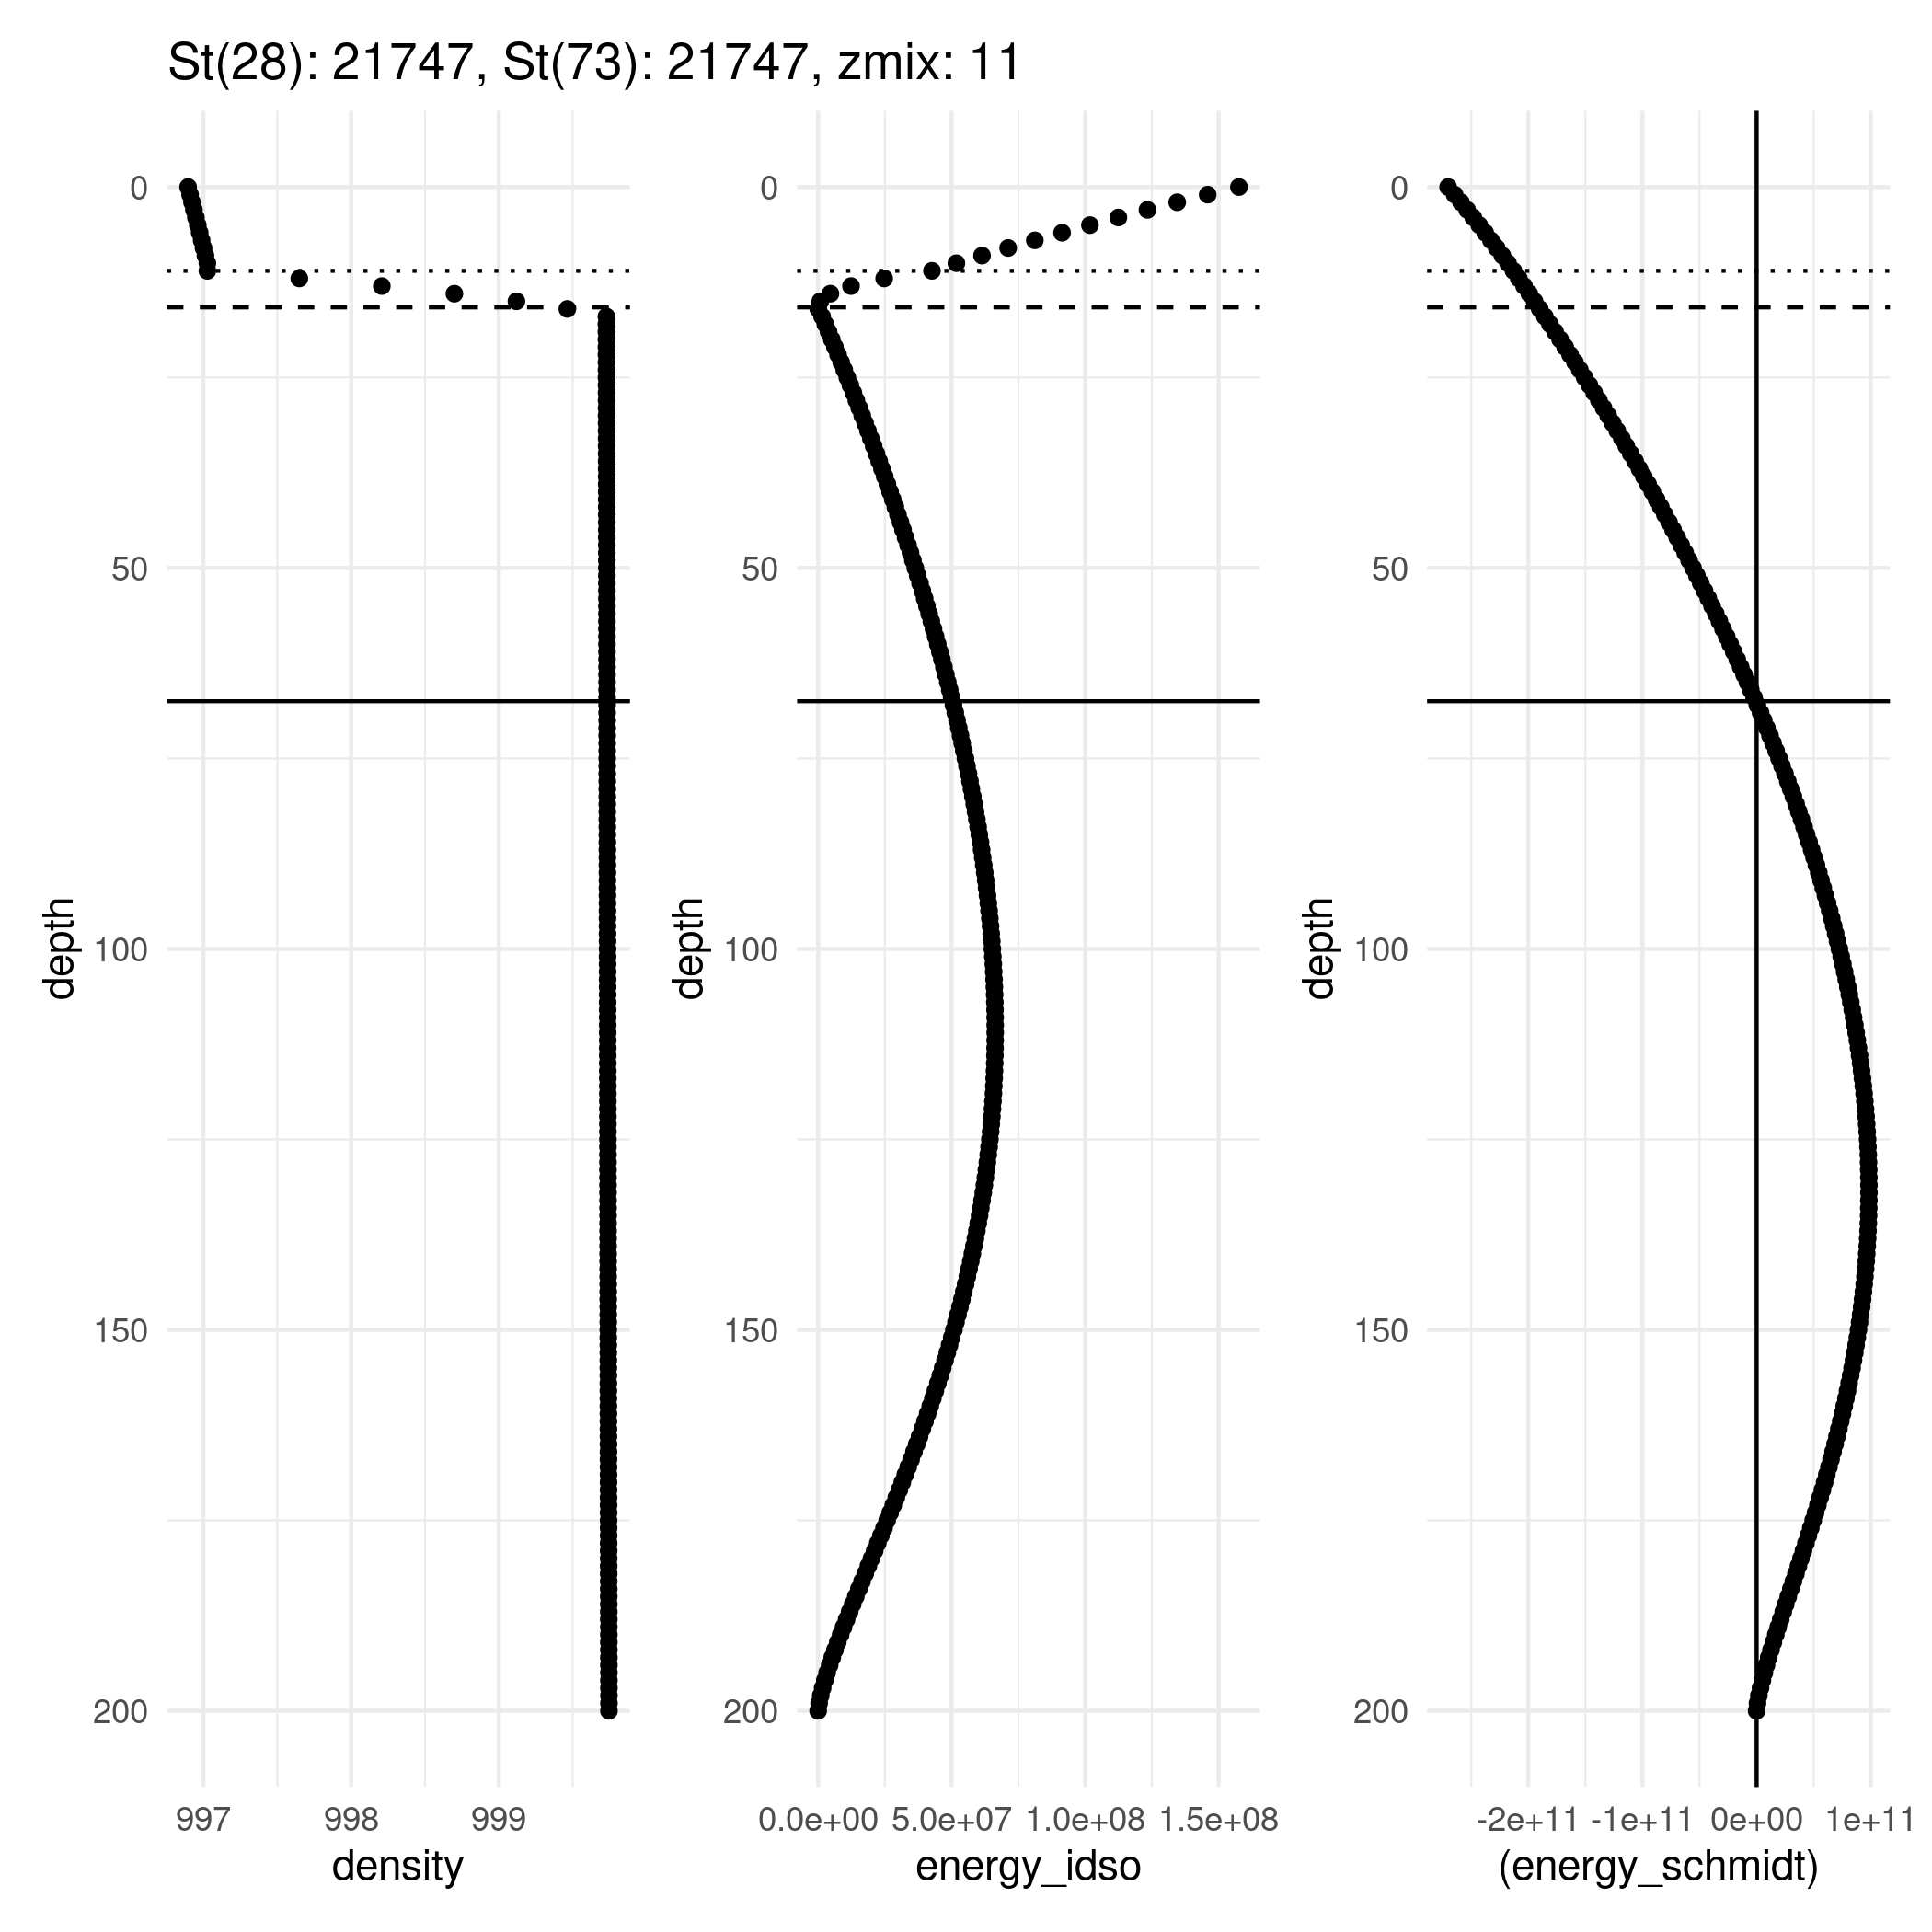 St(28): 21747, St(73): 21747, zmix: 11
depth
0
50
100
150
200
997 998 999
density
depth
0
50
100
150
200
0.0e+00 5.0e+07 1.0e+08 1.5e+08
energy_idso
depth
0
50
100
150
200
-2e+11 -1e+11 0e+00 1e+11
(energy_schmidt)